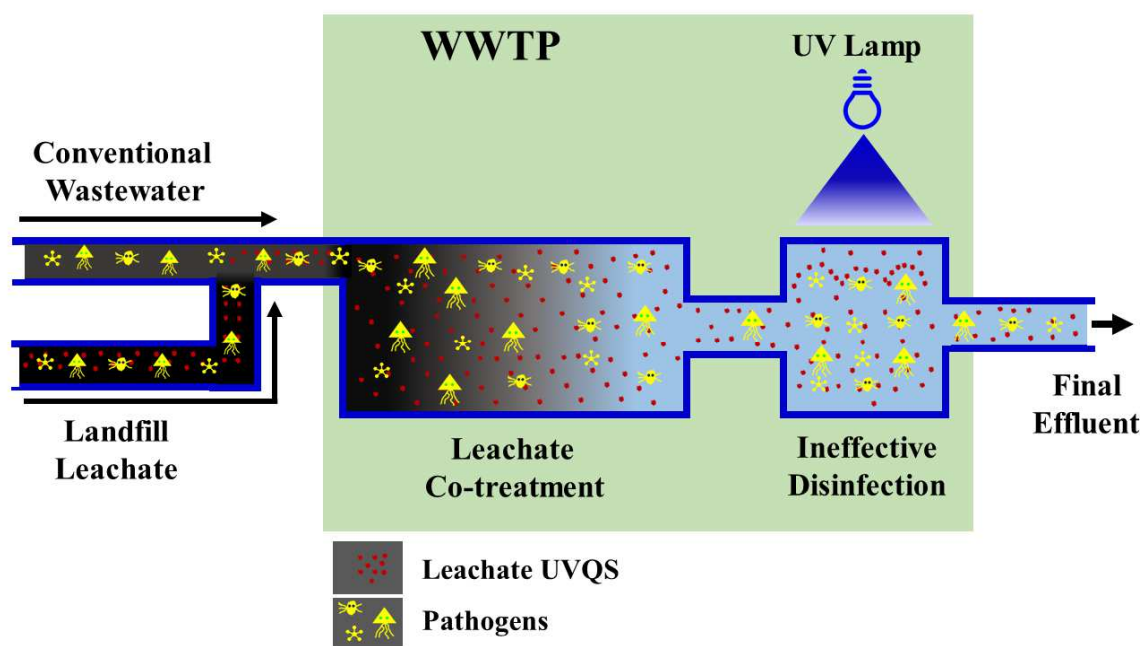 WWTP
UV Lamp
Conventional
Wastewater
Landfill
Leachate
Leachate
Co-treatment
Ineffective
Disinfection
Final
Effluent
Leachate UVQS
Pathogens